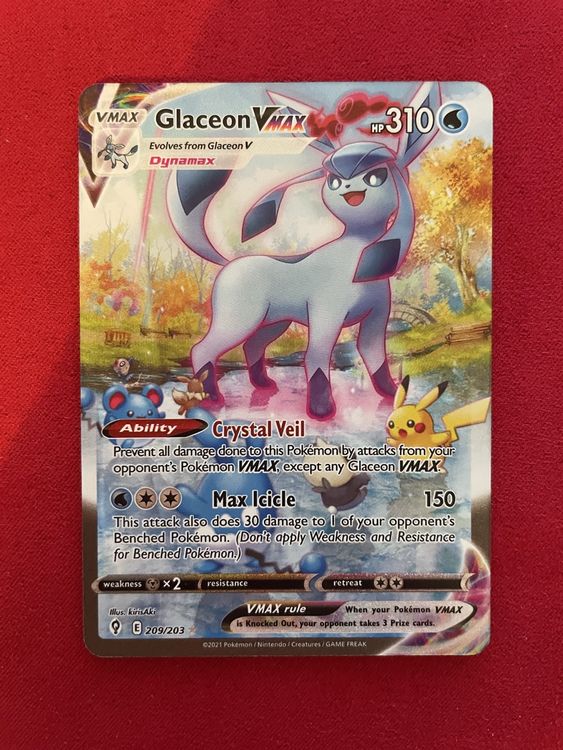 VMAX Glaceon VMAX HP 310
Evolves from Glaceon V
Dynamax
Ability Crystal Veil
Prevent all damage done to this Pokémon by attacks from your
opponent's Pokémon VMAX, except any Glaceon VMAX.
Max Icicle 150
This attack also does 30 damage to 1 of your opponent's
Benched Pokémon. (Don't apply Weakness and Resistance
for Benched Pokémon.)
weakness ×2 resistance retreat
Illus. kirisAki
E 209/203
VMAX rule When your Pokémon VMAX
is Knocked Out, your opponent takes 3 Prize cards.
©2021 Pokémon / Nintendo / Creatures / GAME FREAK